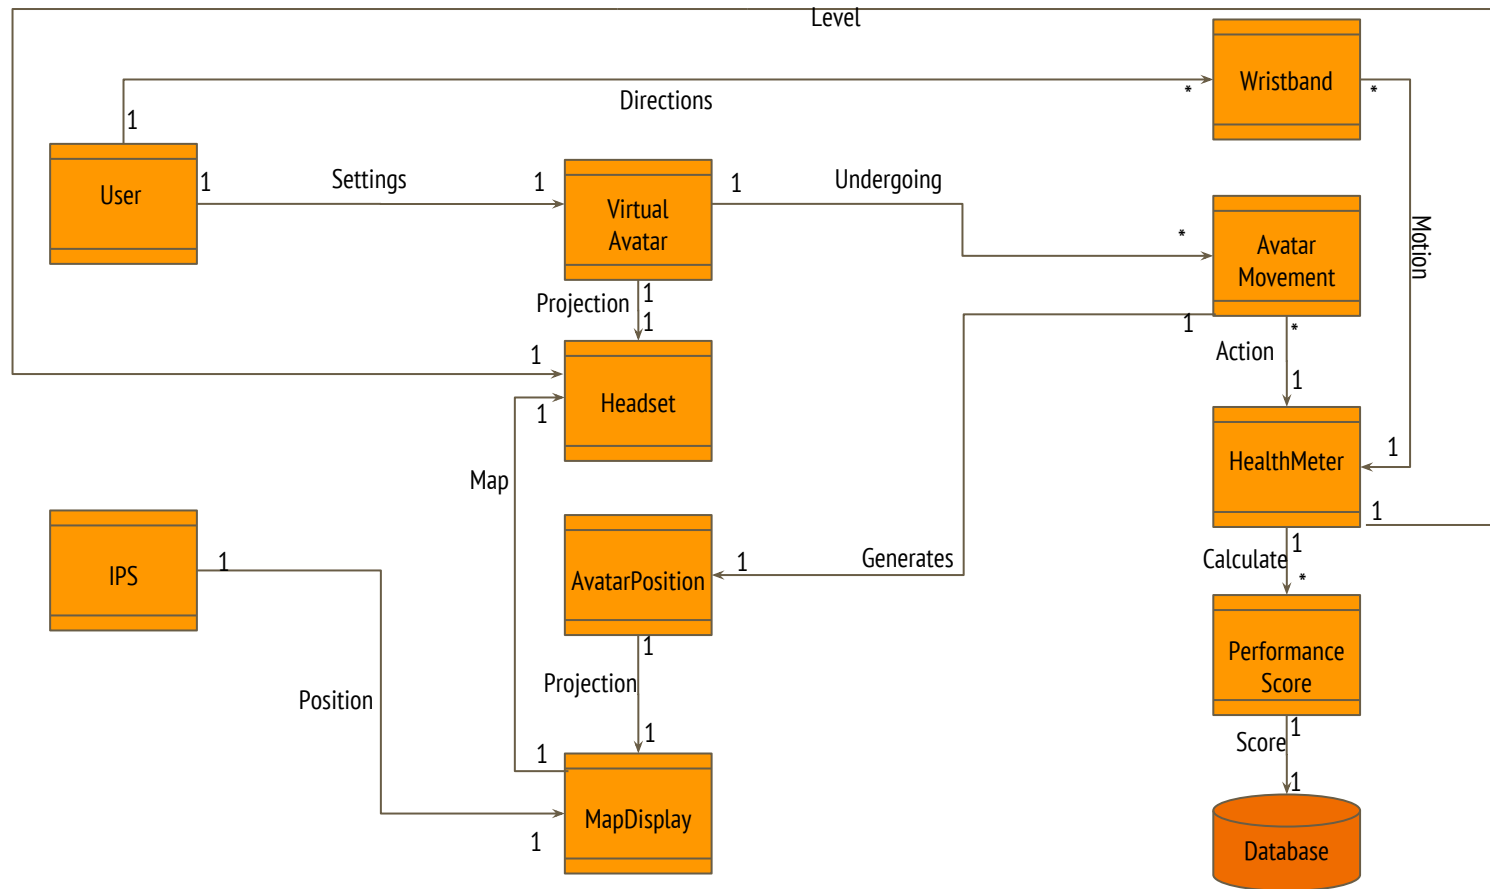 Level
Wristband
*
*
Directions
1
User
1
Settings
1
Virtual
Avatar
1
Undergoing
*
Avatar
Movement
Motion
Projection
1
1
1
Headset
1
1
*
Action
1
HealthMeter
1
1
Map
IPS
1
AvatarPosition
1
Generates
1
Calculate
*
Performance
Score
1
Projection
1
Position
1
1
MapDisplay
1
Score
1
Database